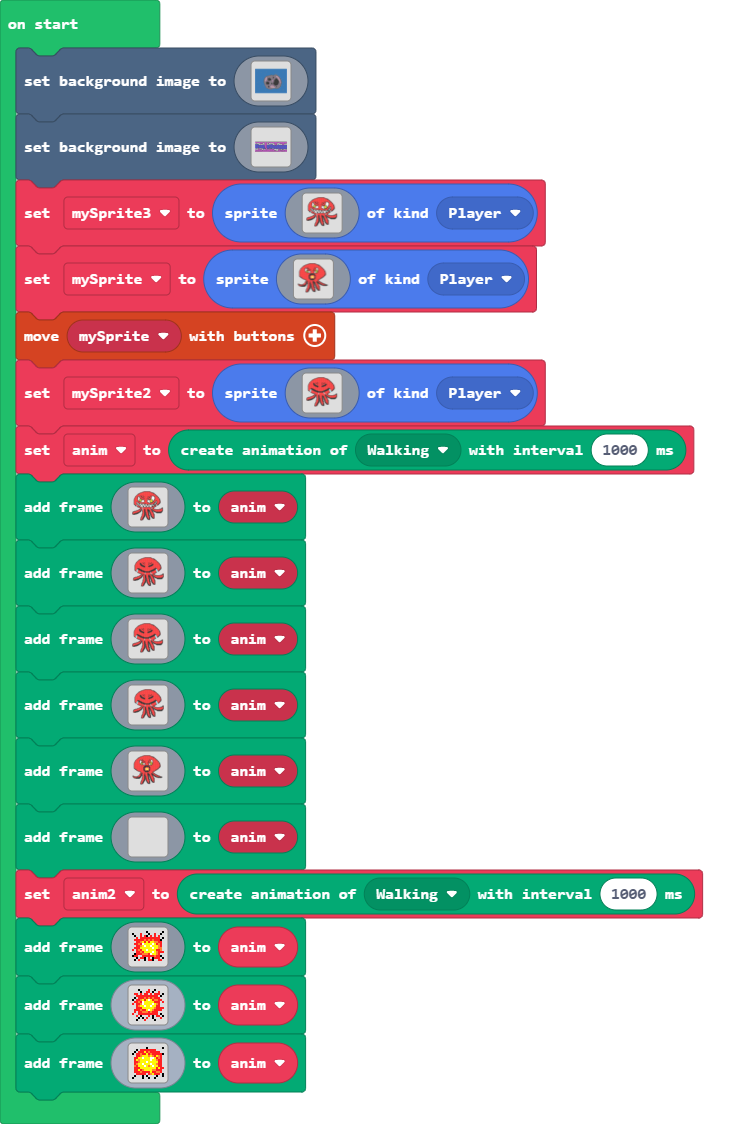 on start
set background image to
set background image to
set mySprite3 to sprite of kind Player
set mySprite to sprite of kind Player
move mySprite with buttons
set mySprite2 to sprite of kind Player
set anim to create animation of Walking with interval 1000 ms
add frame to anim
add frame to anim
add frame to anim
add frame to anim
add frame to anim
add frame to anim
set anim2 to create animation of Walking with interval 1000 ms
add frame to anim
add frame to anim
add frame to anim